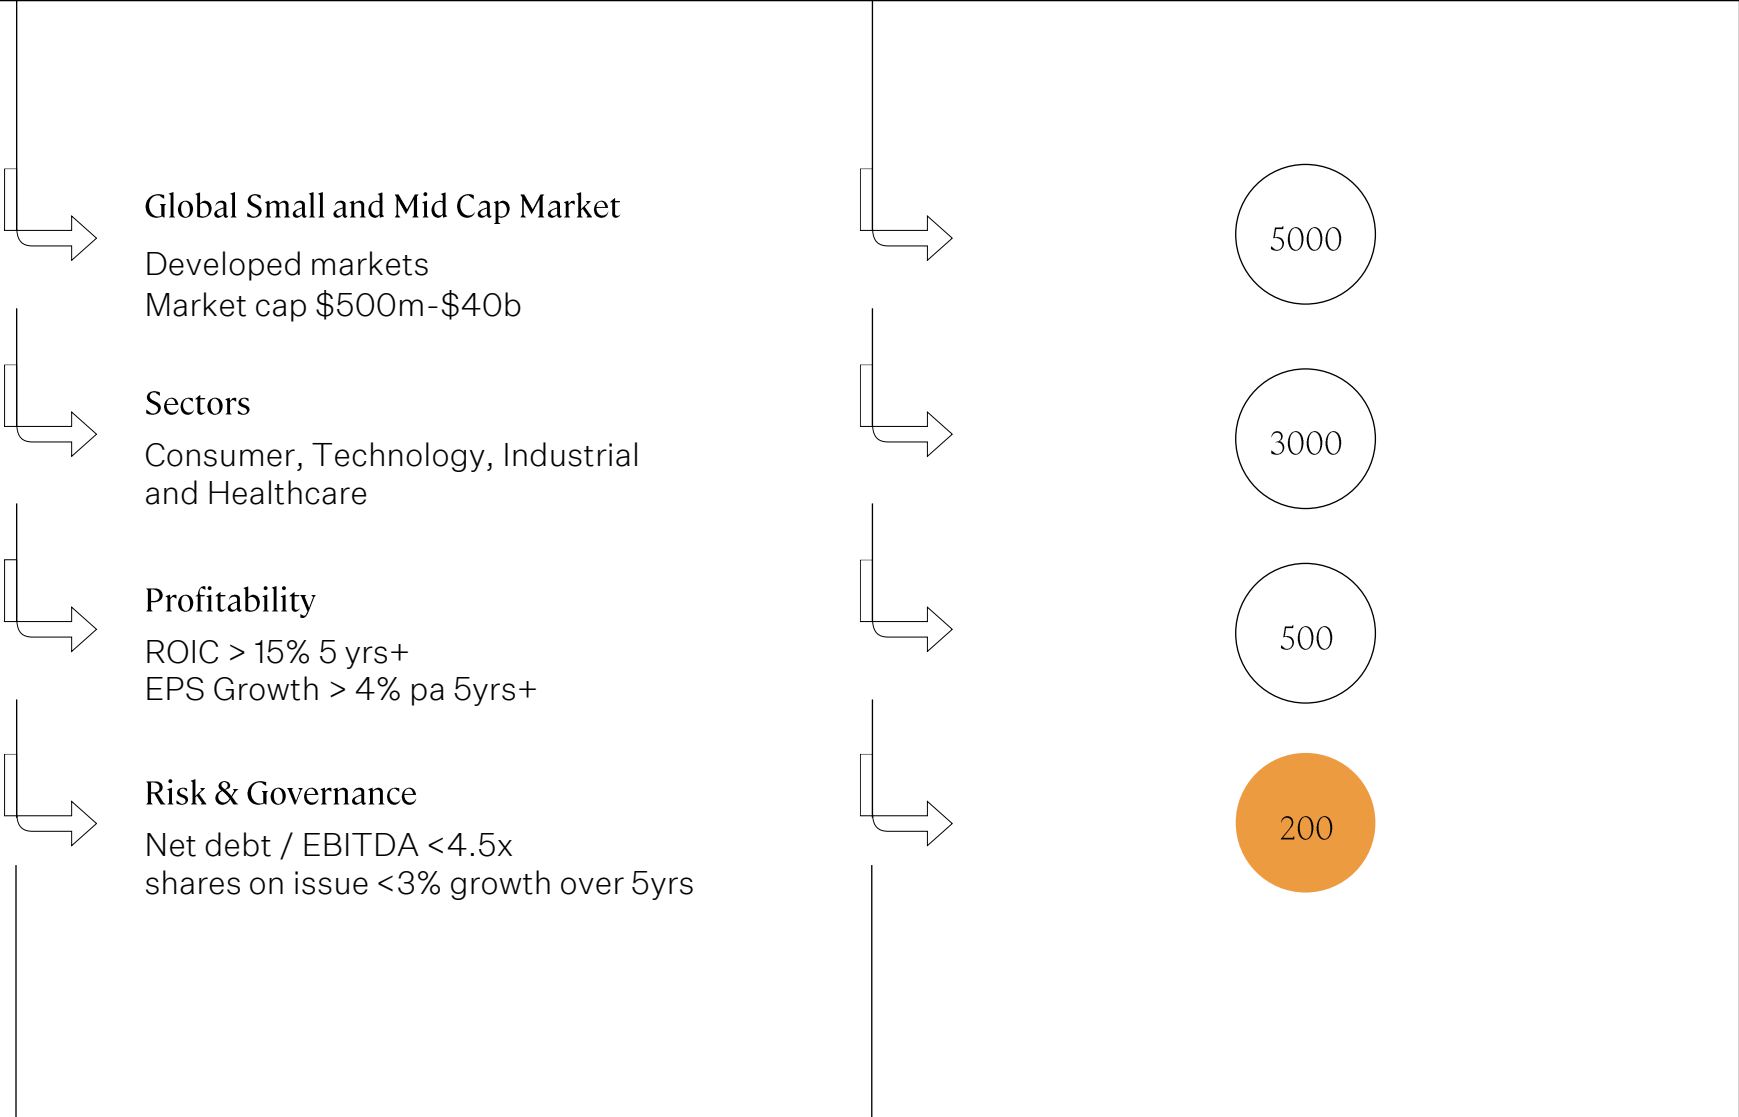 Global Small and Mid Cap Market
Developed markets
Market cap $500m-$40b
5000
Sectors
Consumer, Technology, Industrial
and Healthcare
3000
Profitability
ROIC > 15% 5 yrs+
EPS Growth > 4% pa 5yrs+
500
Risk & Governance
Net debt / EBITDA <4.5x
shares on issue <3% growth over 5yrs
200